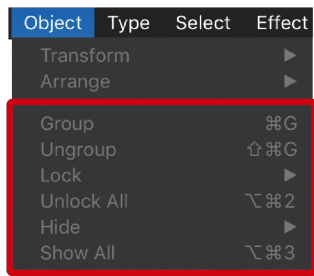 Object Type Select Effect
Transform ▶
Arrange ▶
Group ⌘G
Ungroup ⇧⌘G
Lock ▶
Unlock All ⌥⌘2
Hide ▶
Show All ⌥⌘3